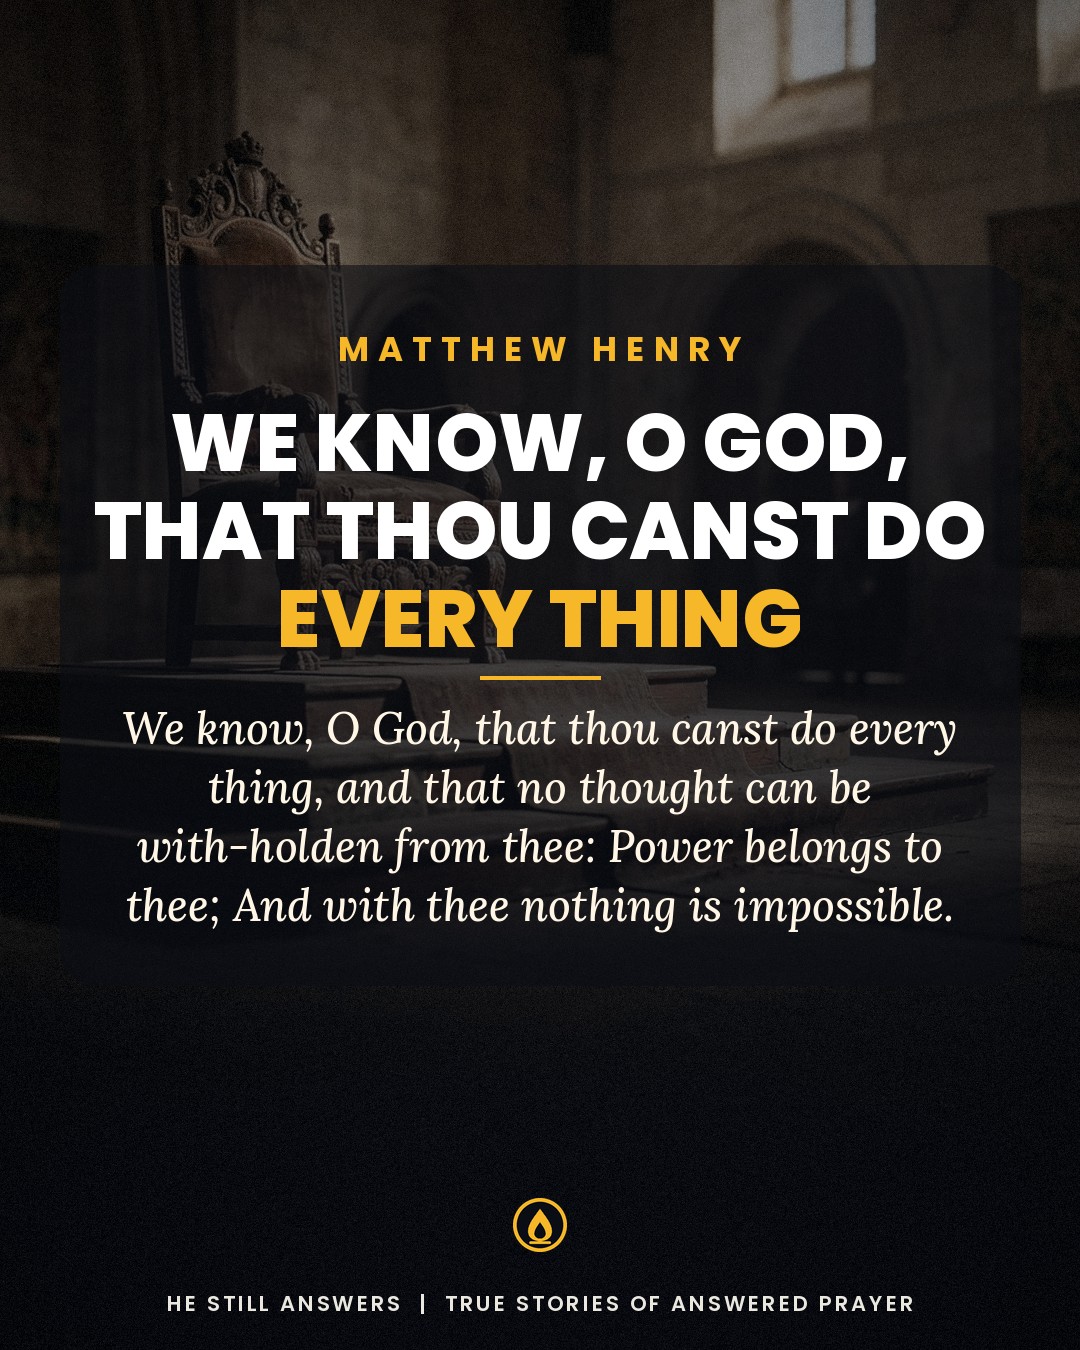 MATTHEW HENRY
WE KNOW, O GOD,
THAT THOU CANST DO
EVERY THING
We know, O God, that thou canst do every
thing, and that no thought can be
with-holden from thee: Power belongs to
thee; And with thee nothing is impossible.
HE STILL ANSWERS | TRUE STORIES OF ANSWERED PRAYER